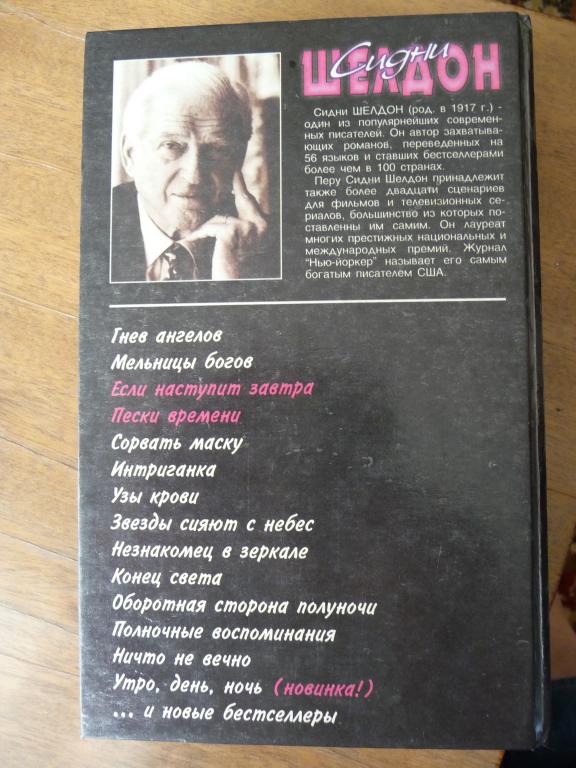 Сидни
ШЕЛДОН
Сидни ШЕЛДОН (род. в 1917 г.) -
один из популярнейших современ-
ных писателей. Он автор захватыва-
ющих романов, переведенных на
56 языков и ставших бестселлерами
более чем в 100 странах.
Перу Сидни Шелдон принадлежит
также более двадцати сценариев
для фильмов и телевизионных се-
риалов, большинство из которых по-
ставлены им самим. Он лауреат
многих престижных национальных и
международных премий. Журнал
"Нью-йоркер" называет его самым
богатым писателем США.
Гнев ангелов
Мельницы богов
Если наступит завтра
Пески времени
Сорвать маску
Интриганка
Узы крови
Звезды сияют с небес
Незнакомец в зеркале
Конец света
Оборотная сторона полуночи
Полночные воспоминания
Ничто не вечно
Утро, день, ночь (новинка!)
... и новые бестселлеры